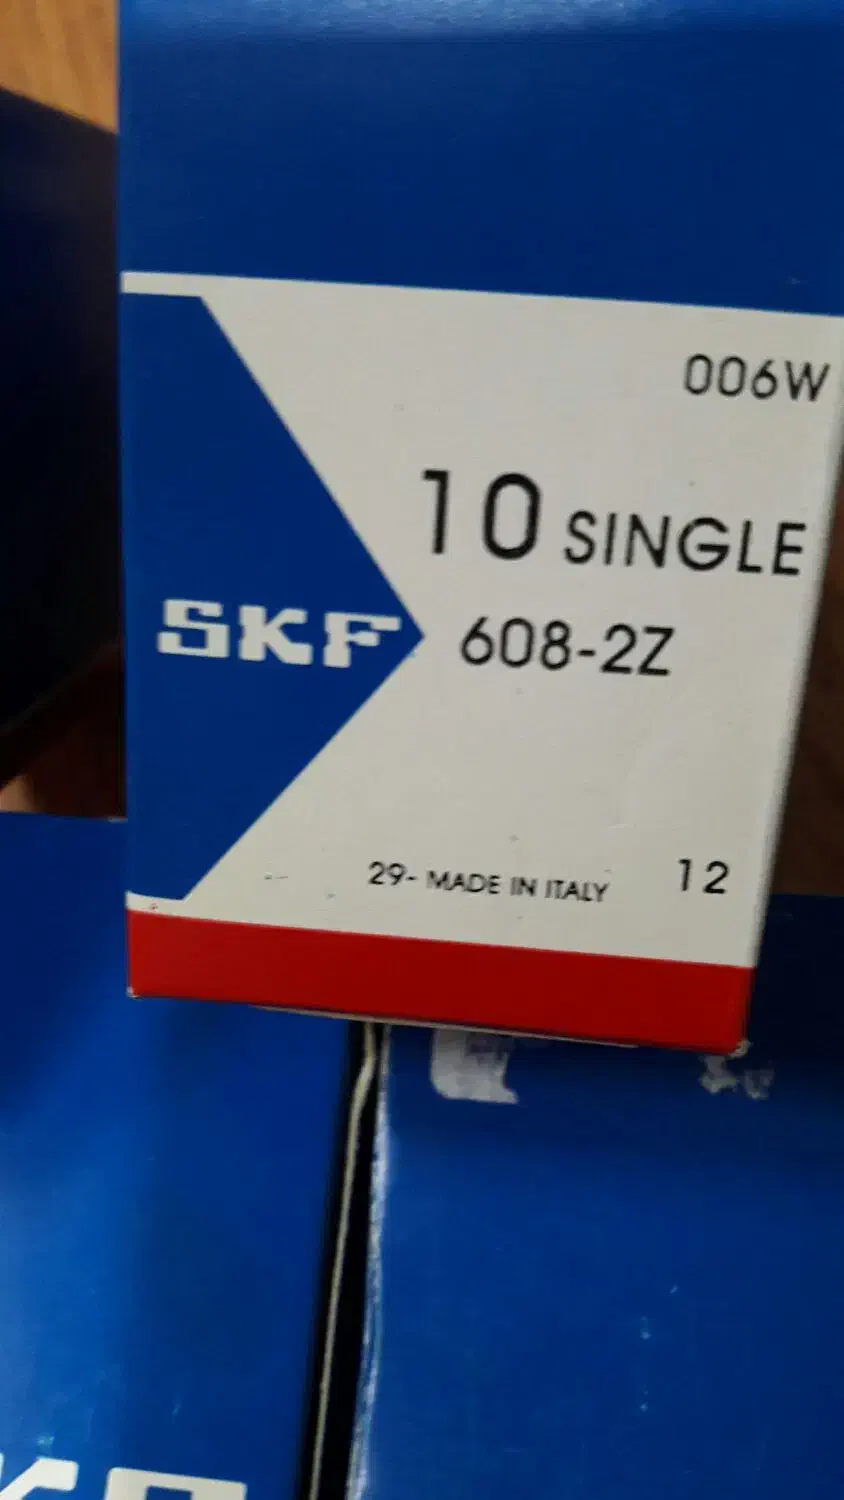 006W
10 SINGLE
SKF 608-2Z
29- MADE IN ITALY 12